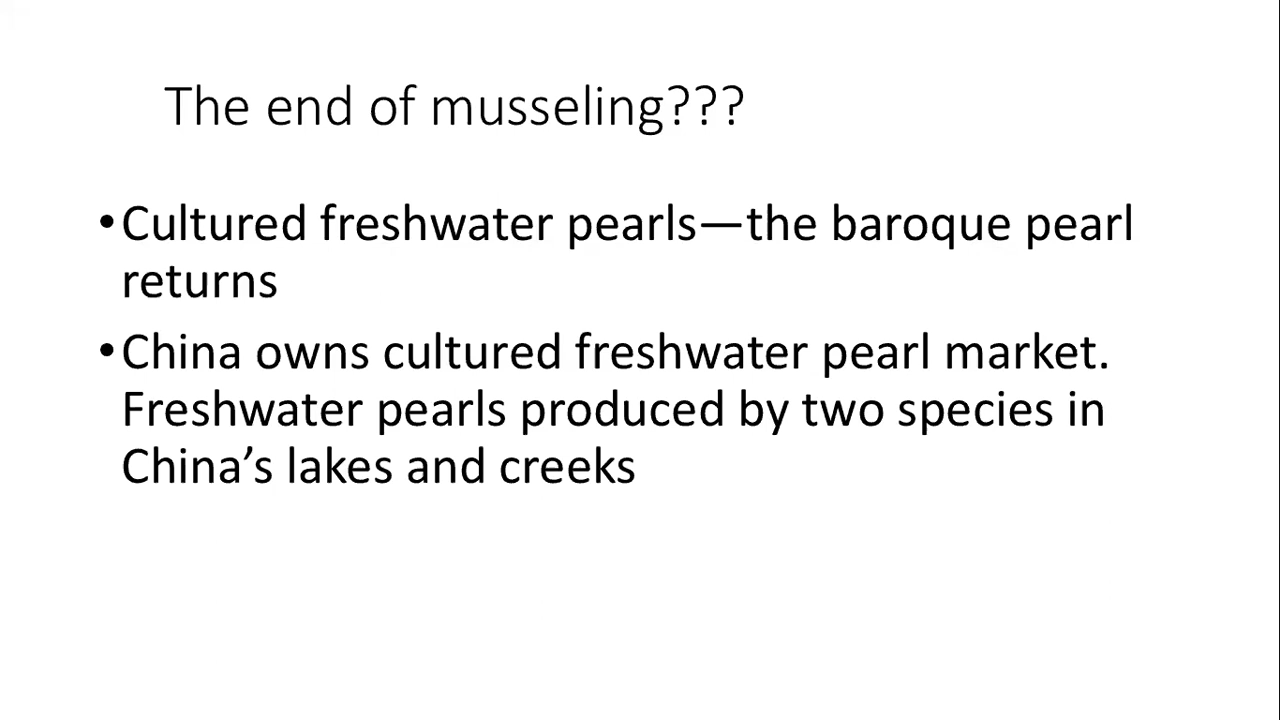 The end of musseling???
•Cultured freshwater pearls—the baroque pearl
returns
•China owns cultured freshwater pearl market.
Freshwater pearls produced by two species in
China’s lakes and creeks